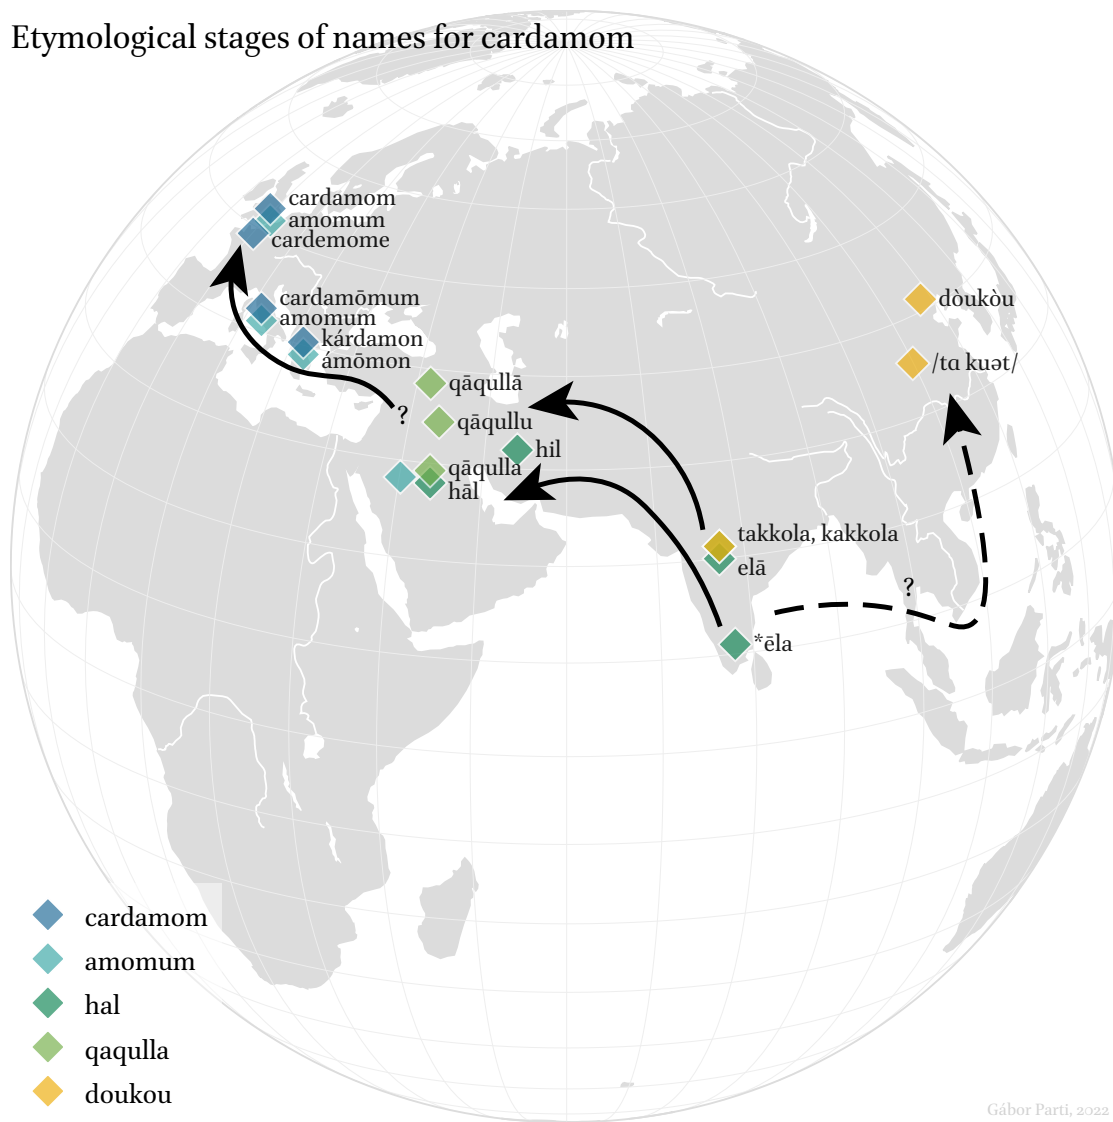 Etymological stages of names for cardamom
cardamom
amomum
cardemome
cardamōmum
amomum
kárdamon
ámōmon
dòukòu
/tɑ kuət/
?
qāqullā
qāqullu
hil
qāqulla
hāl
takkola, kakkola
elā
?
*ēla
cardamom
amomum
hal
qaqulla
doukou
Gábor Parti, 2022